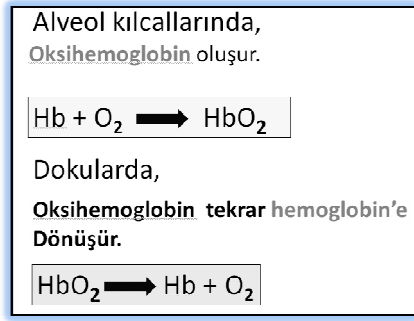 Alveol kılcallarında,
Oksihemoglobin oluşur.
Hb + O₂ → HbO₂
Dokularda,
Oksihemoglobin tekrar hemoglobin’e
Dönüşür.
HbO₂ → Hb + O₂